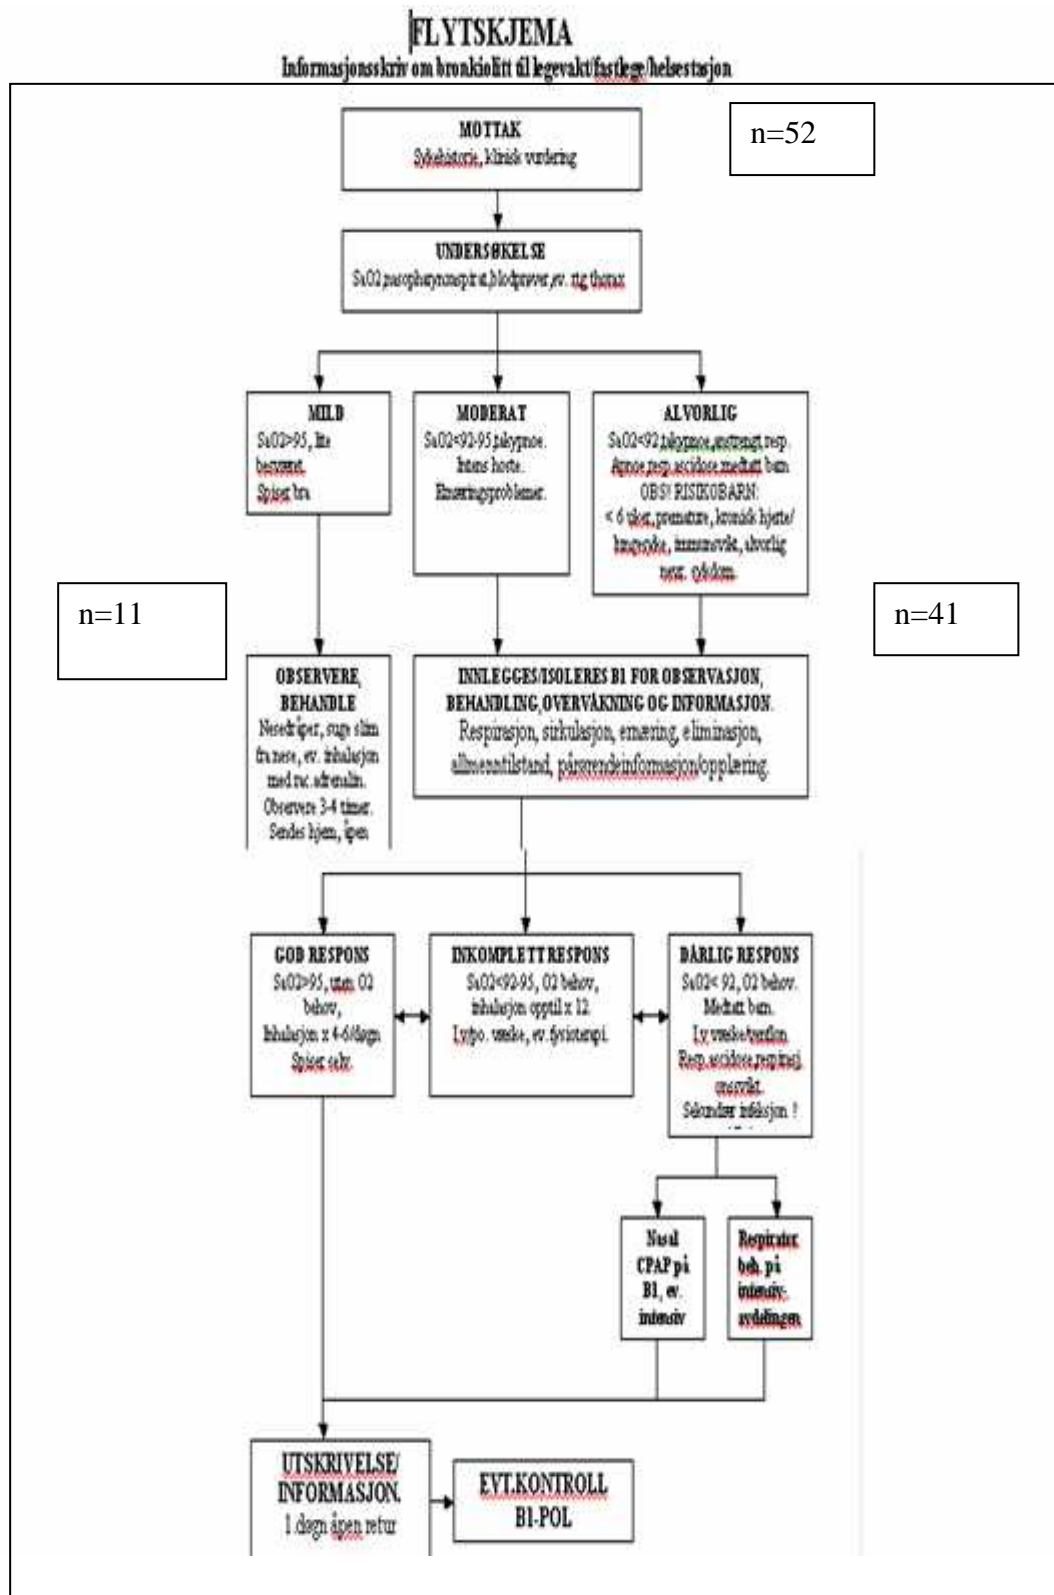 FLYTSKJEMA
Informasjonsskriv om bronkiolitt til legevakt/fastlege/helsestasjon
MOTTAK
Sykehistorie, klinisk vurdering
n=52
UNDERSØKELSE
SaO2,nasopharynxspirat,blodprøver,ev. rtg thorax
MILD
SaO2>95, lite
besværet.
Spiser bra
MODERAT
SaO2<92-95,takypnoe.
Intens hoste.
Ernæringsproblemer.
ALVORLIG
SaO2<92,takypnoe,anstrengt resp.
Apnoe,resp.ascidose,medtatt barn
OBS! RISIKOBARN:
< 6 uker, premature, kronisk hjerte/
lungesyke, immunsvikt, alvorlig
nevr. sykdom.
n=11
n=41
OBSERVERE,
BEHANDLE
Nesedråper, suge slim
fra nese, ev. inhalasjon
med rac. adrenalin.
Observere 3-4 timer.
Sendes hjem, åpen
INNLEGGES/ISOLERES B1 FOR OBSERVASJON,
BEHANDLING,OVERVÅKNING OG INFORMASJON.
Respirasjon, sirkulasjon, ernæring, eliminasjon,
allmenntilstand, pårørendeinformasjon/opplæring.
GOD RESPONS
SaO2>95, uten O2
behov,
Inhalasjon x 4-6/døgn
Spiser selv.
INKOMPLETT RESPONS
SaO2<92-95, O2 behov,
inhalasjon opptil x 12
I.v/po. væske, ev. fysioterapi.
DÅRLIG RESPONS
SaO2< 92, O2 behov.
Medtatt barn.
I.v væske/venflon.
Resp.ascidose,respirasj
onssvikt.
Sekundær infeksjon ?
Nasal
CPAP på
B1, ev.
intensiv
Respirator
beh. på
intensiv-
avdelingen
UTSKRIVELSE/
INFORMASJON.
1 døgn åpen retur
EVT.KONTROLL
B1-POL